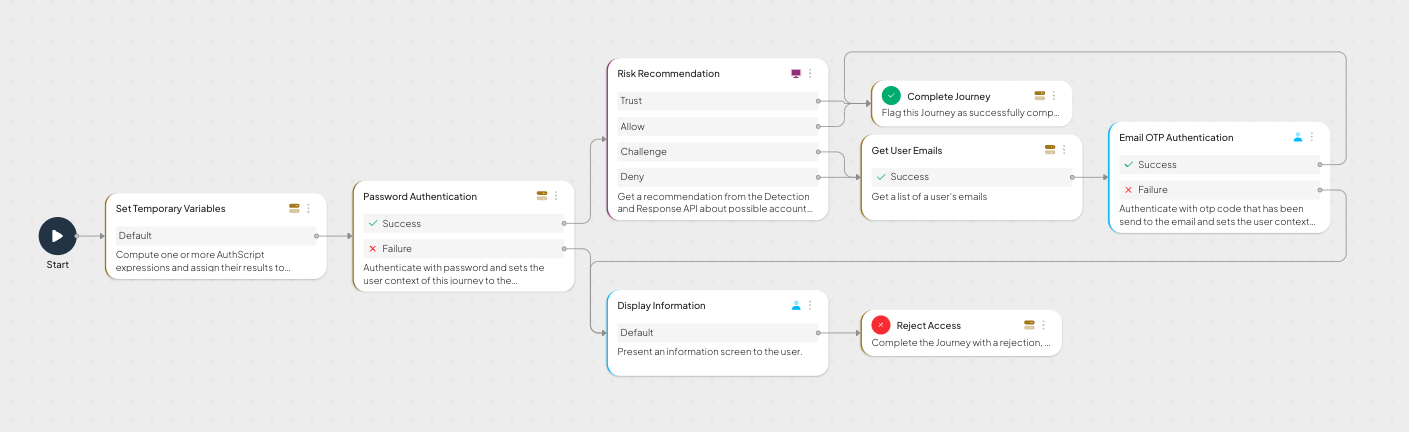 Start
Set Temporary Variables
Default
Compute one or more AuthScript
expressions and assign their results to...
Password Authentication
Success
Failure
Authenticate with password and sets the
user context of this journey to the...
Risk Recommendation
Trust
Allow
Challenge
Deny
Get a recommendation from the Detection
and Response API about possible account...
Complete Journey
Flag this Journey as successfully comp...
Get User Emails
Success
Get a list of a user's emails
Email OTP Authentication
Success
Failure
Authenticate with otp code that has been
send to the email and sets the user context...
Display Information
Default
Present an information screen to the user.
Reject Access
Complete the Journey with a rejection, ...